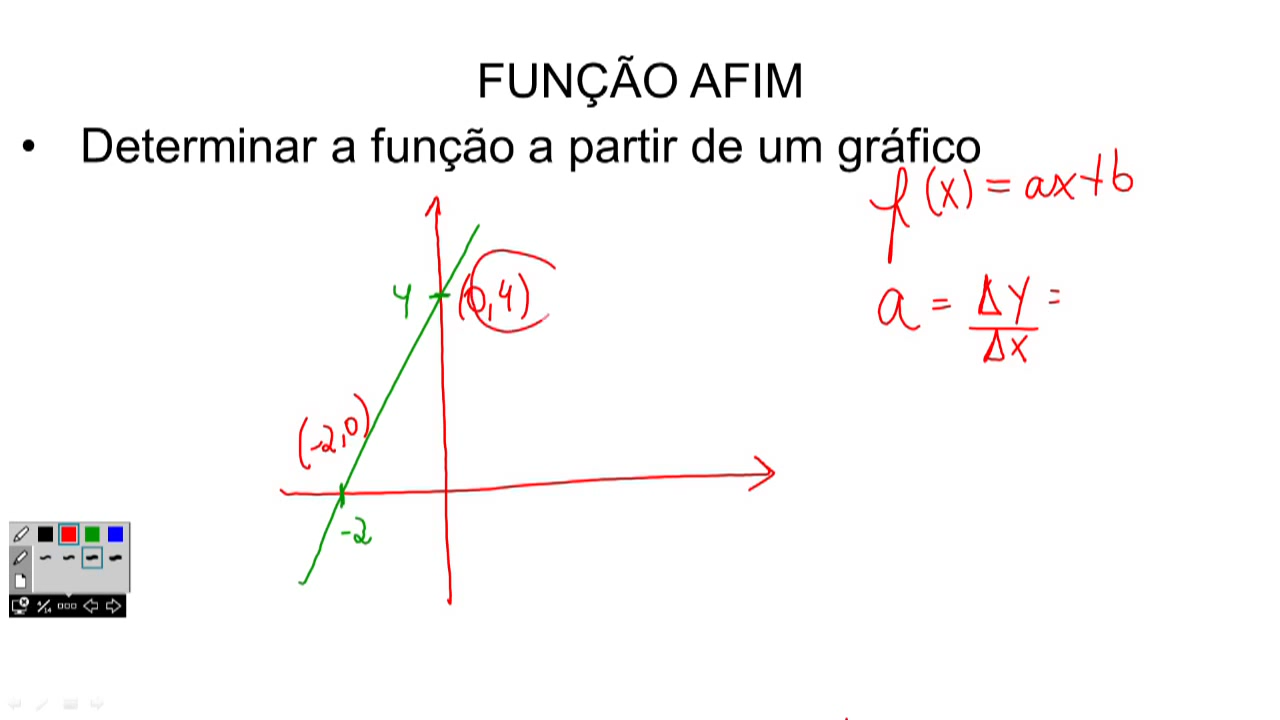 FUNÇÃO AFIM
• Determinar a função a partir de um gráfico
f(x) = ax+b
4 (0,4)
a = ΔY/ΔX =
(-2,0)
-2